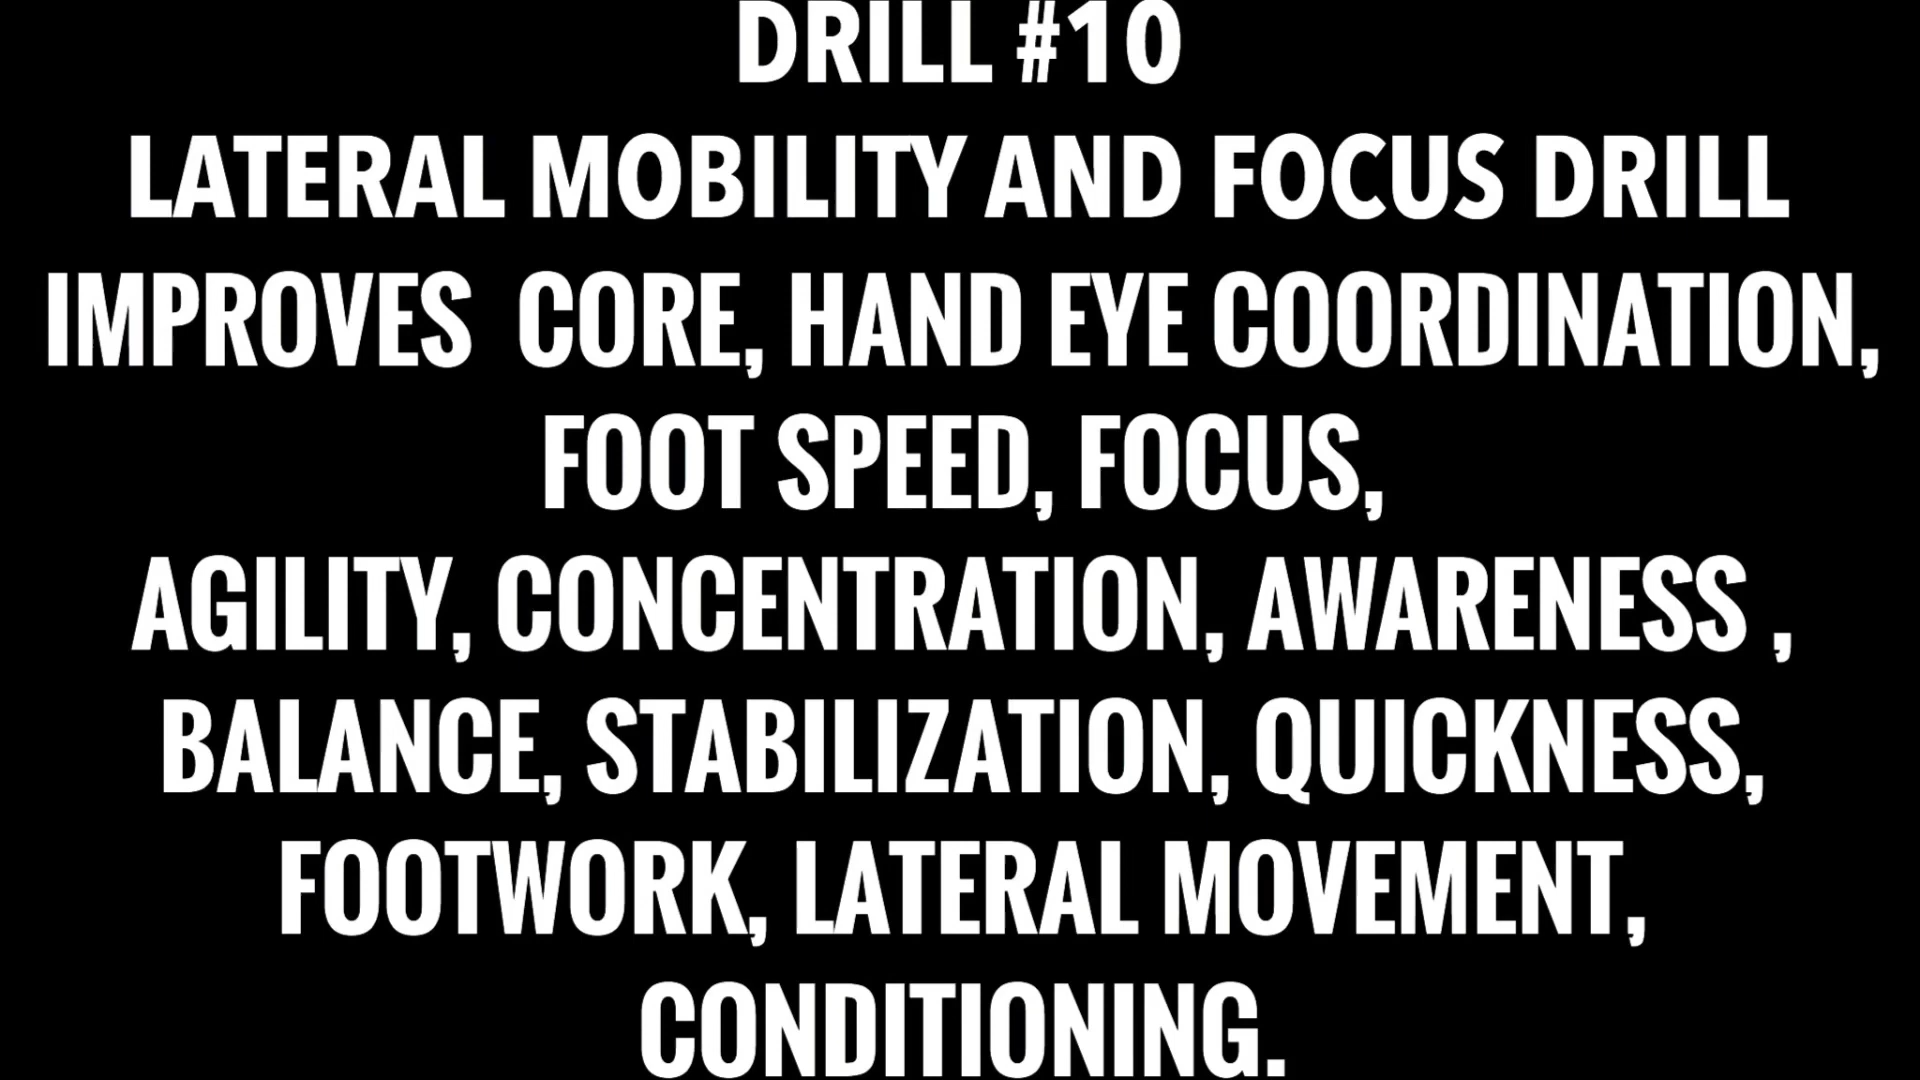 DRILL #10
LATERAL MOBILITY AND FOCUS DRILL
IMPROVES  CORE, HAND EYE COORDINATION,
FOOT SPEED, FOCUS,
AGILITY, CONCENTRATION, AWARENESS ,
BALANCE, STABILIZATION, QUICKNESS,
FOOTWORK, LATERAL MOVEMENT,
CONDITIONING.